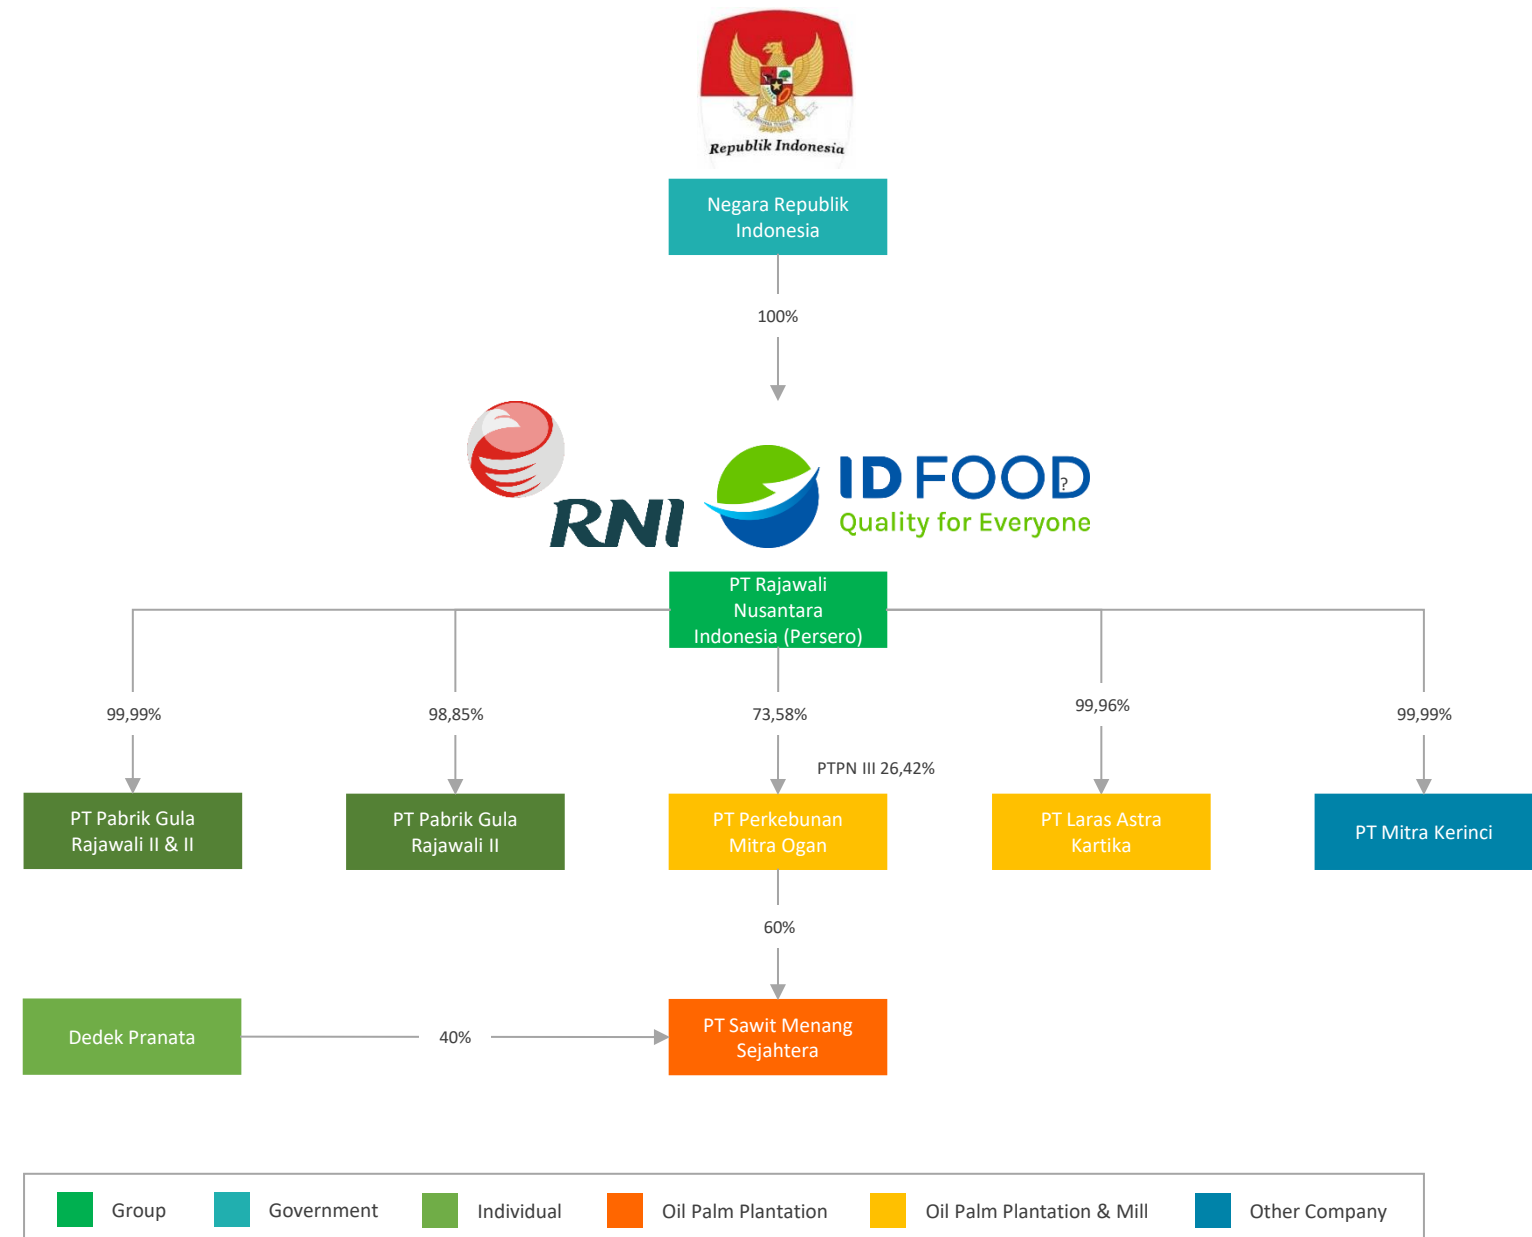 Republik Indonesia
Negara Republik
Indonesia
100%
RNI
ID FOOD
?
Quality for Everyone
PT Rajawali
Nusantara
Indonesia (Persero)
99,99%
98,85%
73,58%
99,96%
99,99%
PTPN III 26,42%
PT Pabrik Gula
Rajawali II & II
PT Pabrik Gula
Rajawali II
PT Perkebunan
Mitra Ogan
PT Laras Astra
Kartika
PT Mitra Kerinci
60%
Dedek Pranata
40%
PT Sawit Menang
Sejahtera
Group
Government
Individual
Oil Palm Plantation
Oil Palm Plantation & Mill
Other Company